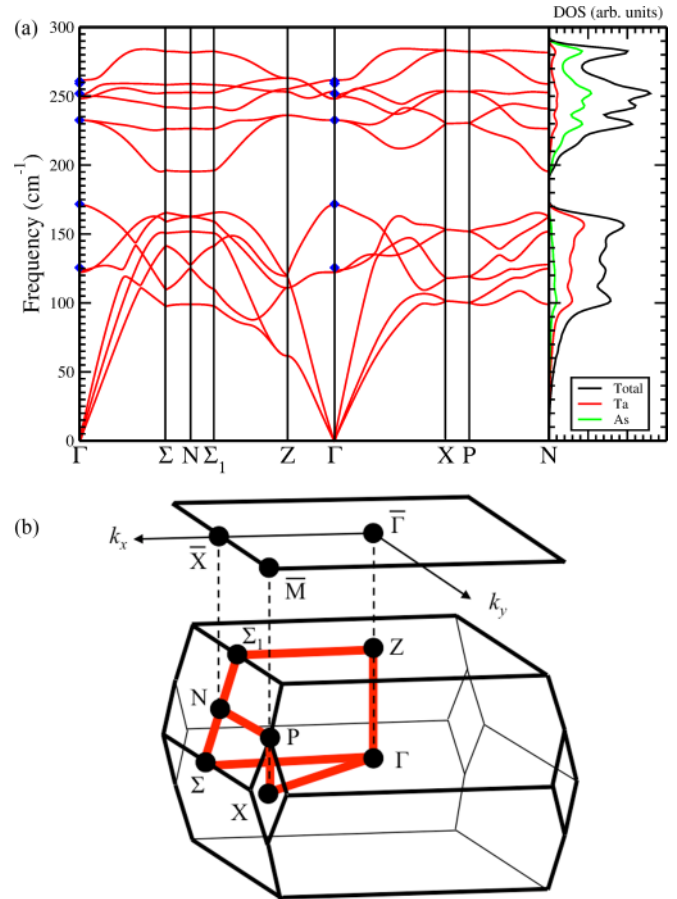 (a)
DOS (arb. units)
300
250
200
150
100
50
0
Frequency (cm⁻¹)
Γ Σ N Σ₁ Z Γ X P N
Total
Ta
As
(b)
k_x
X̅
Γ̅
M̅
k_y
Σ₁
Z
N
P
Σ
Γ
X